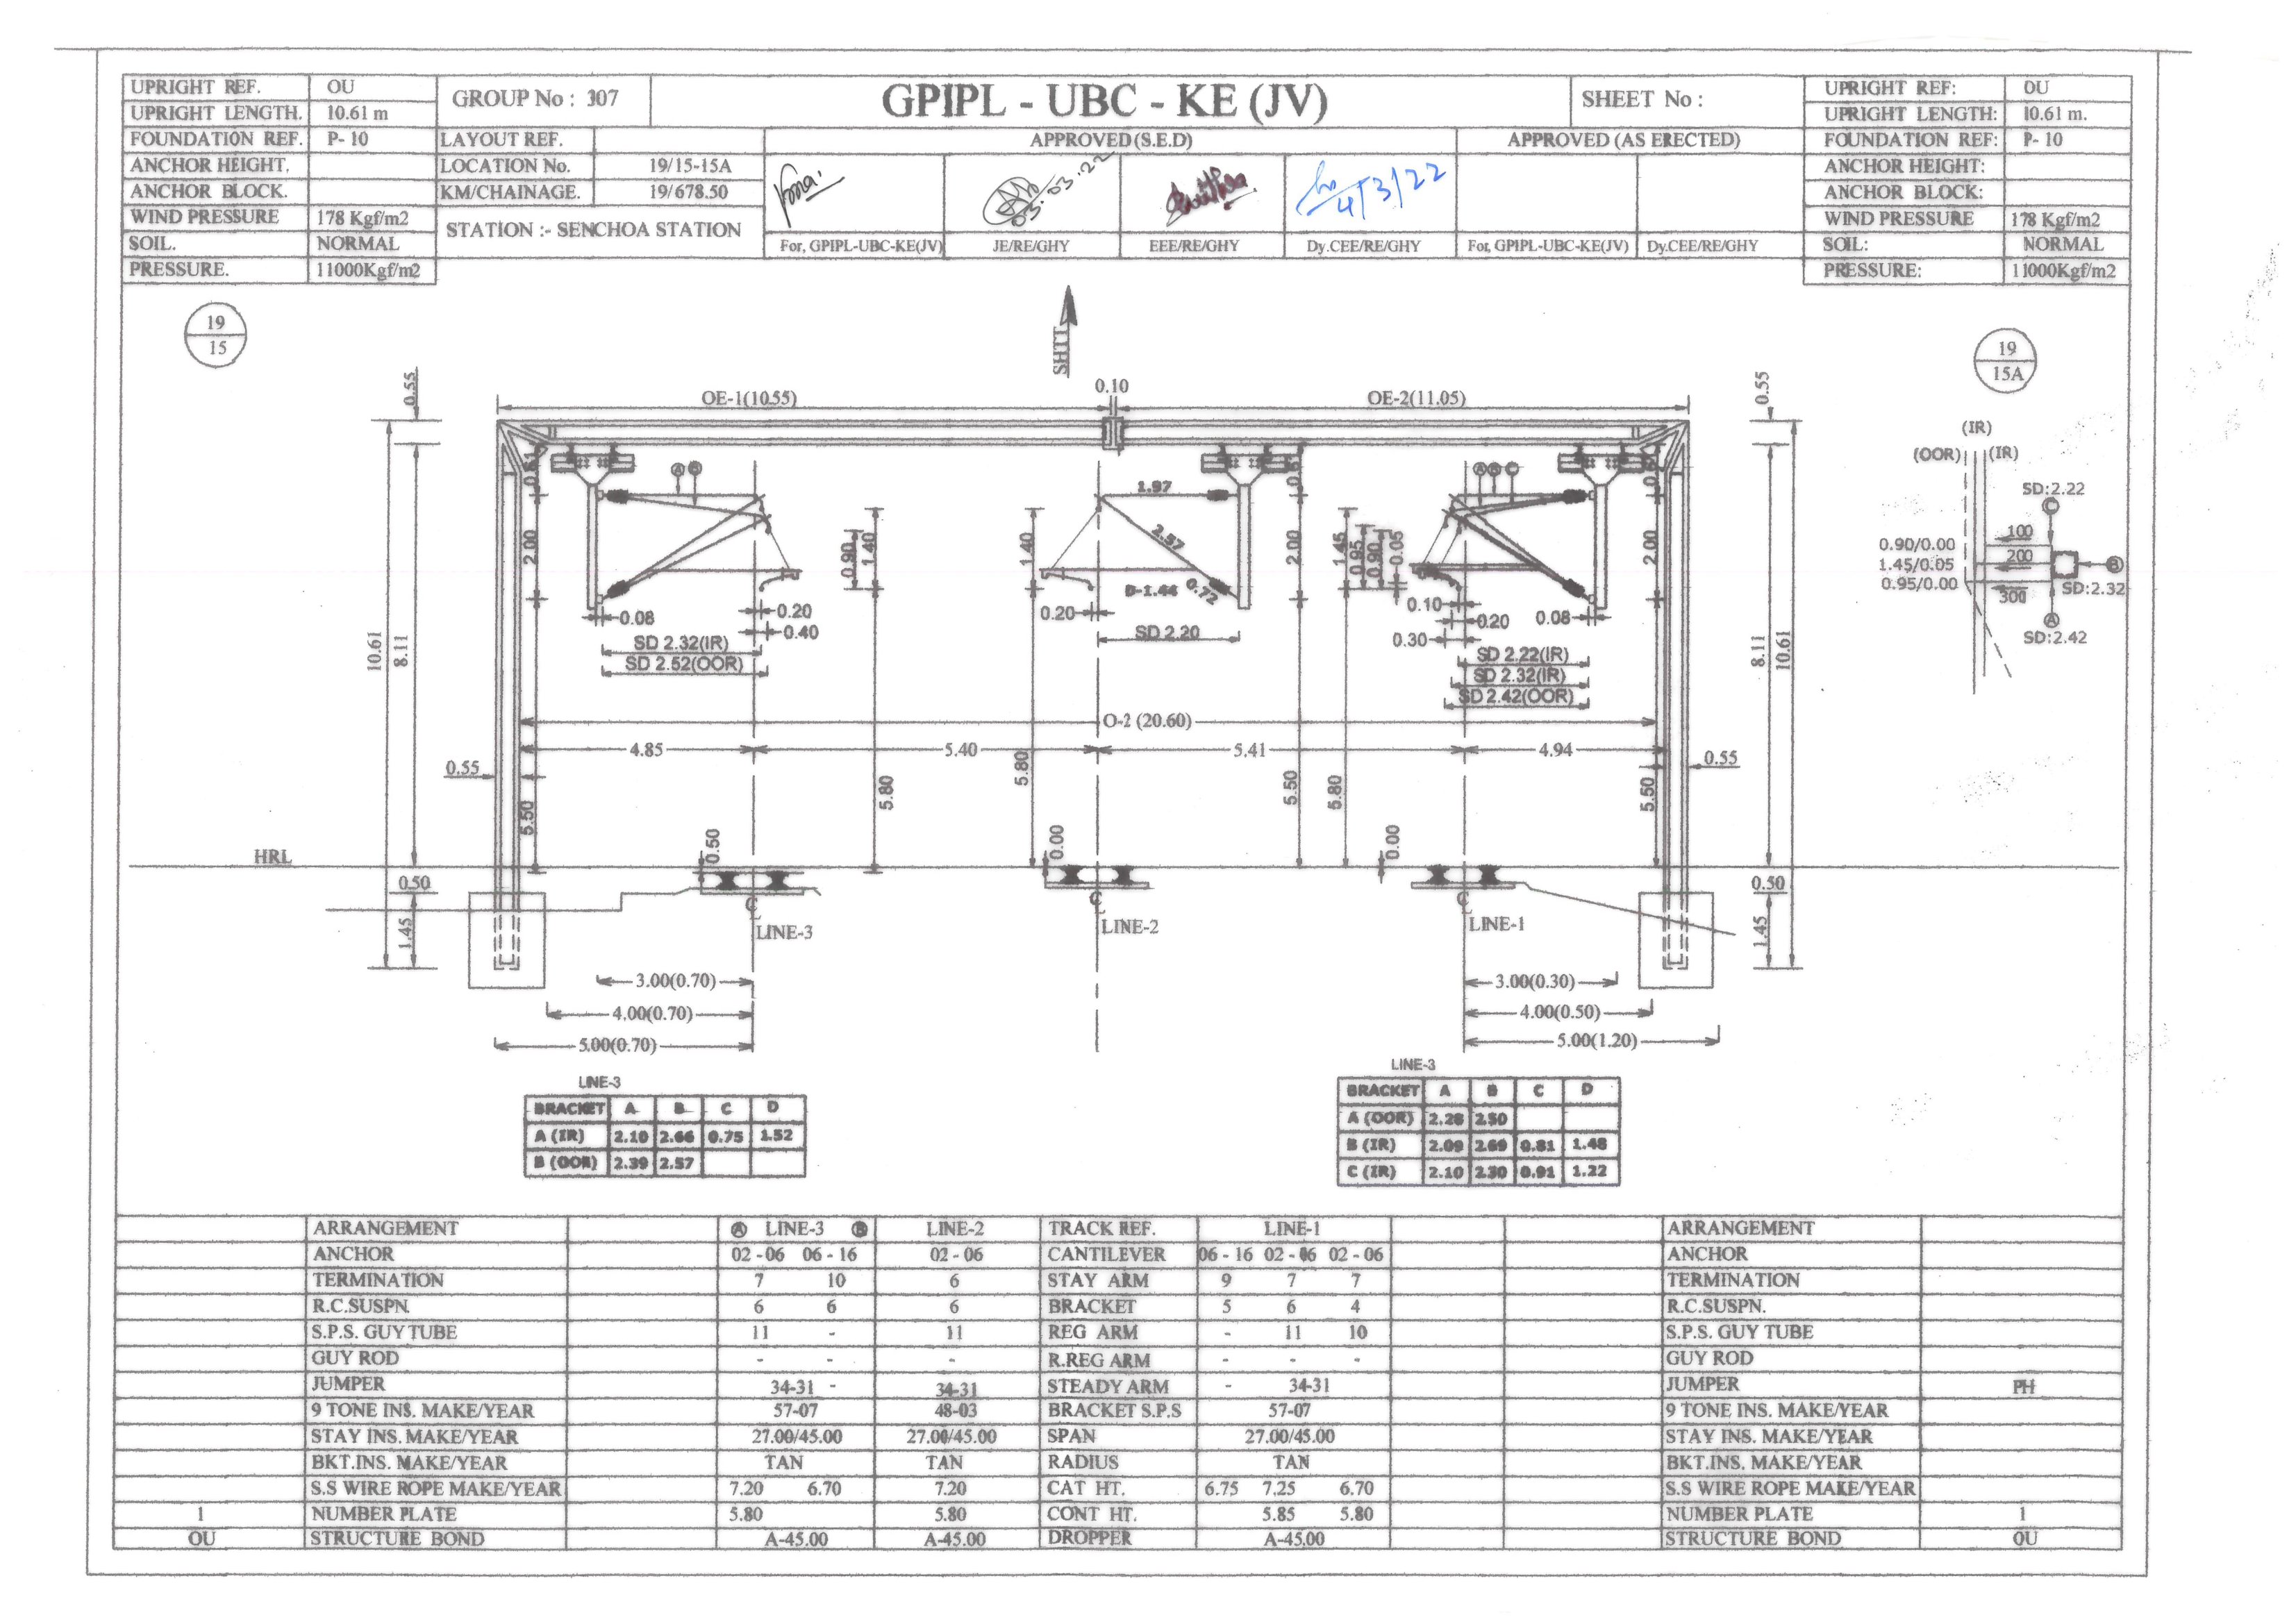 UPRIGHT REF. OU
UPRIGHT LENGTH. 10.61 m
FOUNDATION REF. P- 10
ANCHOR HEIGHT.
ANCHOR BLOCK.
WIND PRESSURE 178 Kgf/m2
SOIL. NORMAL
PRESSURE. 11000Kgf/m2
GROUP No : 307
LAYOUT REF.
LOCATION No. 19/15-15A
KM/CHAINAGE. 19/678.50
STATION :- SENCHOA STATION
GPIPL - UBC - KE (JV)
SHEET No :
APPROVED (S.E.D)
APPROVED (AS ERECTED)
03.03.22
4/3/22
For, GPIPL-UBC-KE(JV) JE/RE/GHY EEE/RE/GHY Dy.CEE/RE/GHY For, GPIPL-UBC-KE(JV) Dy.CEE/RE/GHY
UPRIGHT REF: OU
UPRIGHT LENGTH: 10.61 m.
FOUNDATION REF: P- 10
ANCHOR HEIGHT:
ANCHOR BLOCK:
WIND PRESSURE 178 Kgf/m2
SOIL: NORMAL
PRESSURE: 11000Kgf/m2
19
15
SHTT
19
15A
0.55
OE-1(10.55)
0.10
OE-2(11.05)
0.55
(IR)
(OOR) (IR)
SD:2.22
C
100
0.90/0.00
200
1.45/0.05
B
0.95/0.00
300
SD:2.32
A
SD:2.42
A B
A B C
0.61
0.61
0.61
1.97
2.00
0.90
1.40
1.40
2.57
2.00
1.45
0.95
0.90
0.05
2.00
D-1.44
0.72
0.08
0.20
0.40
0.20
0.10
0.20
0.08
0.30
SD 2.32(IR)
SD 2.52(OOR)
SD 2.20
SD 2.22(IR)
SD 2.32(IR)
SD 2.42(OOR)
10.61
8.11
8.11
10.61
O-2 (20.60)
4.85
5.40
5.41
4.94
0.55
0.55
5.50
5.80
5.80
5.50
5.80
5.50
HRL
0.50
0.00
0.00
0.50
0.50
1.45
1.45
LINE-3
LINE-2
LINE-1
3.00(0.70)
3.00(0.30)
4.00(0.70)
4.00(0.50)
5.00(0.70)
5.00(1.20)
LINE-3
BRACKET A B C D
A (IR) 2.10 2.66 0.75 1.52
B (OOR) 2.39 2.57
LINE-3
BRACKET A B C D
A (OOR) 2.28 2.50
B (IR) 2.09 2.69 0.81 1.48
C (IR) 2.10 2.30 0.91 1.22
ARRANGEMENT A LINE-3 B LINE-2 TRACK REF. LINE-1 ARRANGEMENT
ANCHOR 02 - 06 06 - 16 02 - 06 CANTILEVER 06 - 16 02 - 06 02 - 06 ANCHOR
TERMINATION 7 10 6 STAY ARM 9 7 7 TERMINATION
R.C.SUSPN. 6 6 6 BRACKET 5 6 4 R.C.SUSPN.
S.P.S. GUY TUBE 11 - 11 REG ARM - 11 10 S.P.S. GUY TUBE
GUY ROD - - - R.REG ARM - - - GUY ROD
JUMPER 34-31 - 34-31 STEADY ARM - 34-31 JUMPER PH
9 TONE INS. MAKE/YEAR 57-07 48-03 BRACKET S.P.S 57-07 9 TONE INS. MAKE/YEAR
STAY INS. MAKE/YEAR 27.00/45.00 27.00/45.00 SPAN 27.00/45.00 STAY INS. MAKE/YEAR
BKT.INS. MAKE/YEAR TAN TAN RADIUS TAN BKT.INS. MAKE/YEAR
S.S WIRE ROPE MAKE/YEAR 7.20 6.70 7.20 CAT HT. 6.75 7.25 6.70 S.S WIRE ROPE MAKE/YEAR
1 NUMBER PLATE 5.80 5.80 CONT HT. 5.85 5.80 NUMBER PLATE 1
OU STRUCTURE BOND A-45.00 A-45.00 DROPPER A-45.00 STRUCTURE BOND OU